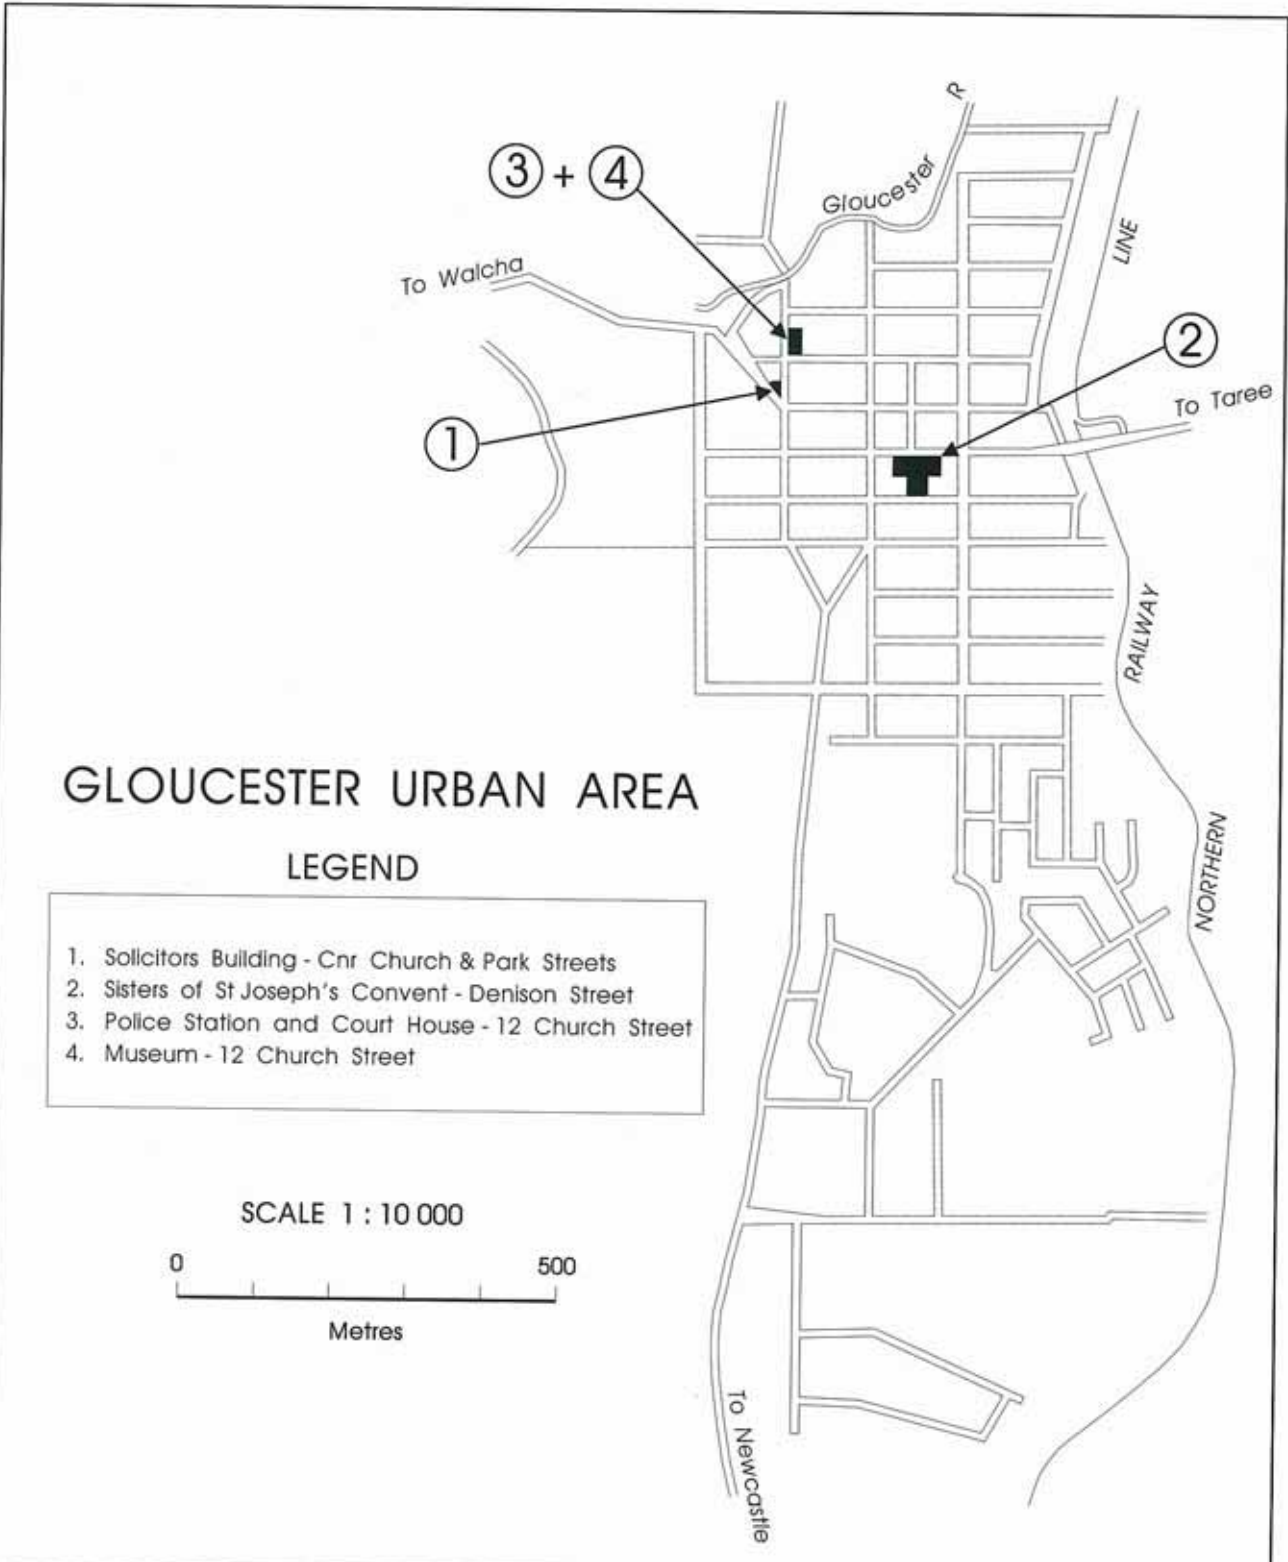 R
Gloucester
③ + ④
To Walcha
LINE
②
To Taree
①
RAILWAY
GLOUCESTER URBAN AREA
LEGEND
1. Solicitors Building - Cnr Church & Park Streets
2. Sisters of St Joseph's Convent - Denison Street
3. Police Station and Court House - 12 Church Street
4. Museum - 12 Church Street
NORTHERN
SCALE 1 : 10 000
0 500
Metres
To Newcastle